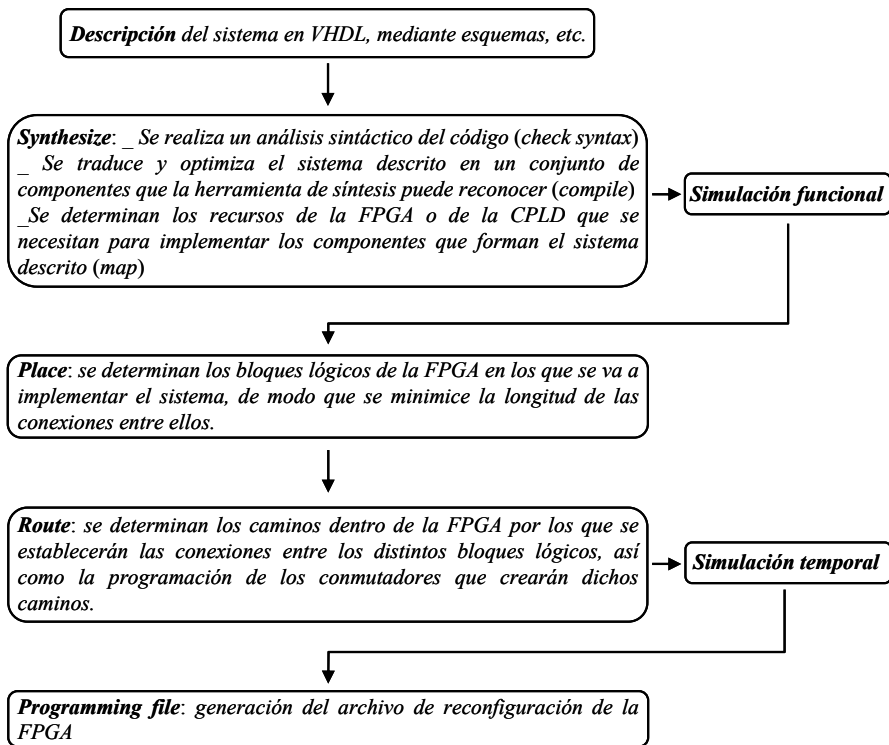 Descripción del sistema en VHDL, mediante esquemas, etc.
Synthesize: _ Se realiza un análisis sintáctico del código (check syntax)
_ Se traduce y optimiza el sistema descrito en un conjunto de
componentes que la herramienta de síntesis puede reconocer (compile)
_Se determinan los recursos de la FPGA o de la CPLD que se
necesitan para implementar los componentes que forman el sistema
descrito (map)
Simulación funcional
Place: se determinan los bloques lógicos de la FPGA en los que se va a
implementar el sistema, de modo que se minimice la longitud de las
conexiones entre ellos.
Route: se determinan los caminos dentro de la FPGA por los que se
establecerán las conexiones entre los distintos bloques lógicos, así
como la programación de los conmutadores que crearán dichos
caminos.
Simulación temporal
Programming file: generación del archivo de reconfiguración de la
FPGA